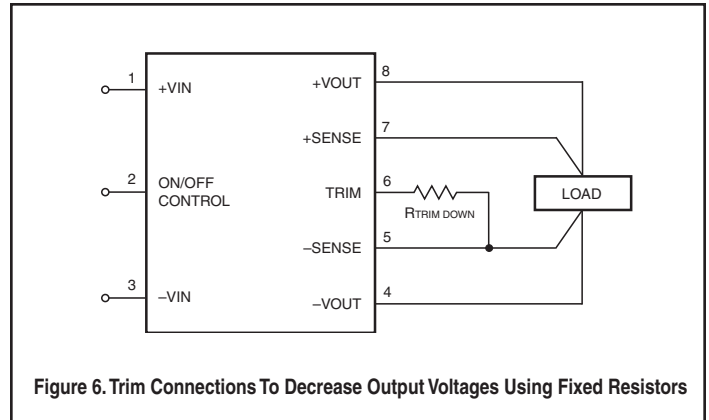 1
+VIN
2
ON/OFF
CONTROL
3
–VIN
+VOUT
8
+SENSE
7
TRIM
6
RTRIM DOWN
–SENSE
5
–VOUT
4
LOAD
Figure 6. Trim Connections To Decrease Output Voltages Using Fixed Resistors